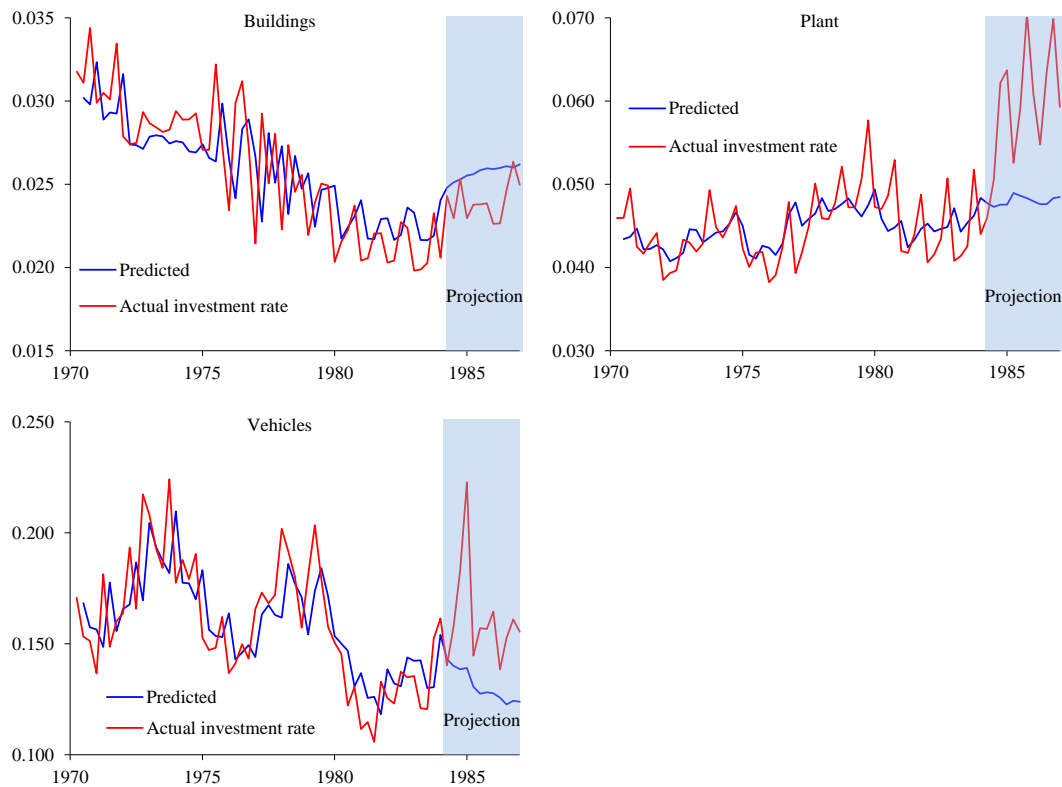 Buildings
0.035
0.030
0.025
0.020
0.015
Predicted
Actual investment rate
Projection
1970
1975
1980
1985
Plant
0.070
0.060
0.050
0.040
0.030
Predicted
Actual investment rate
Projection
1970
1975
1980
1985
Vehicles
0.250
0.200
0.150
0.100
Predicted
Actual investment rate
Projection
1970
1975
1980
1985